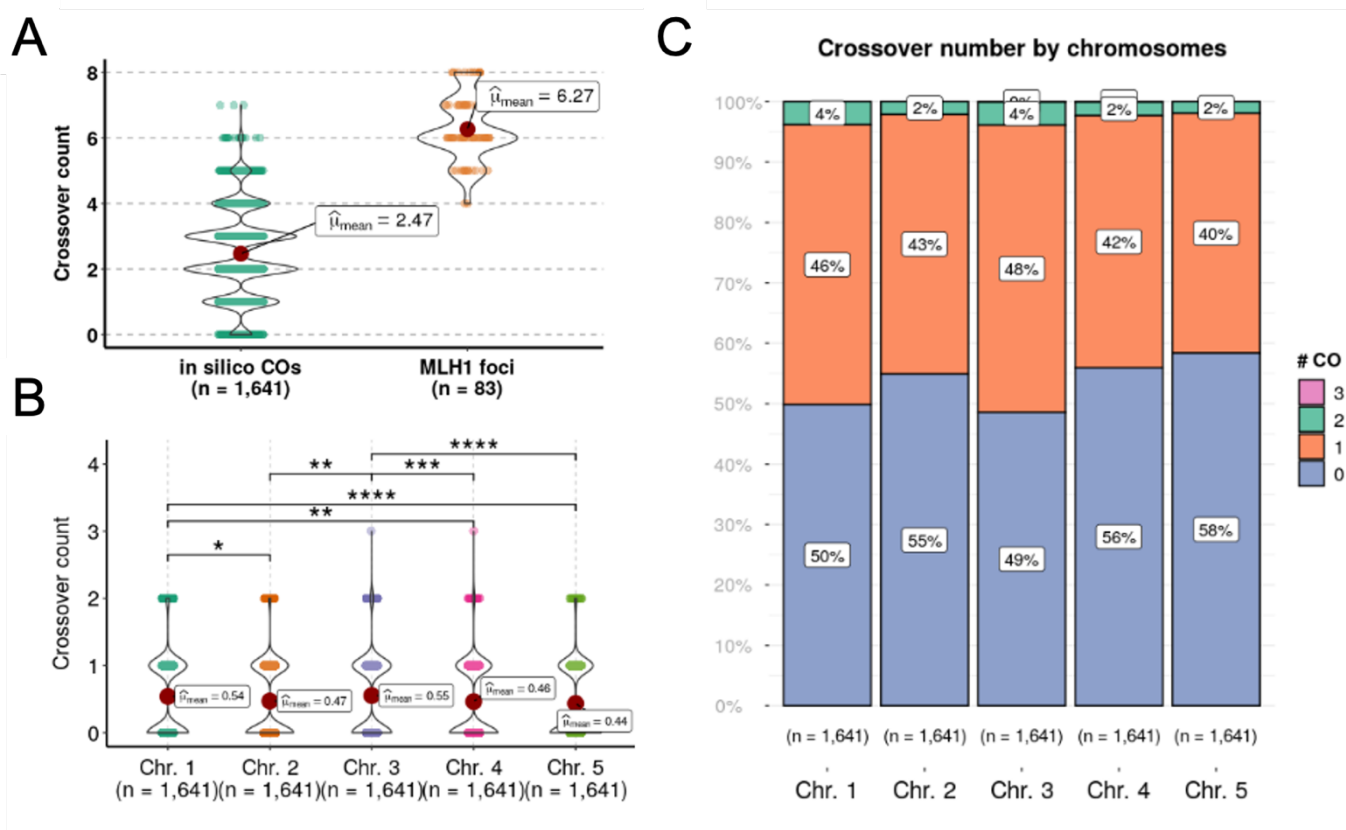 A
Crossover count
8
6
4
2
0
μ̂mean = 6.27
μ̂mean = 2.47
in silico COs
(n = 1,641)
MLH1 foci
(n = 83)
B
Crossover count
4
3
2
1
0
****
** ***
****
**
*
μ̂mean = 0.54
μ̂mean = 0.47
μ̂mean = 0.55
μ̂mean = 0.46
μ̂mean = 0.44
Chr. 1 Chr. 2 Chr. 3 Chr. 4 Chr. 5
(n = 1,641) (n = 1,641) (n = 1,641) (n = 1,641) (n = 1,641)
C
Crossover number by chromosomes
100%
90%
80%
70%
60%
50%
40%
30%
20%
10%
0%
4% 2% 4% 2% 2%
46% 43% 48% 42% 40%
50% 55% 49% 56% 58%
(n = 1,641) (n = 1,641) (n = 1,641) (n = 1,641) (n = 1,641)
Chr. 1 Chr. 2 Chr. 3 Chr. 4 Chr. 5
# CO
3
2
1
0